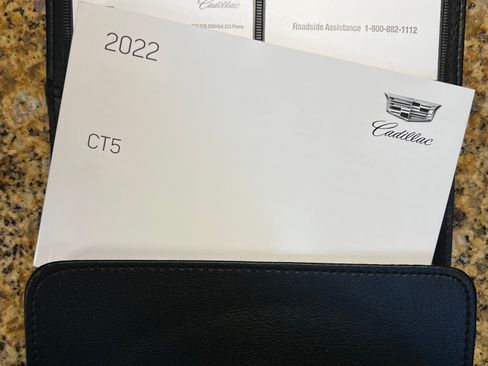 Cadillac
Roadside Assistance 1-800-882-1112
2022
Cadillac
CT5